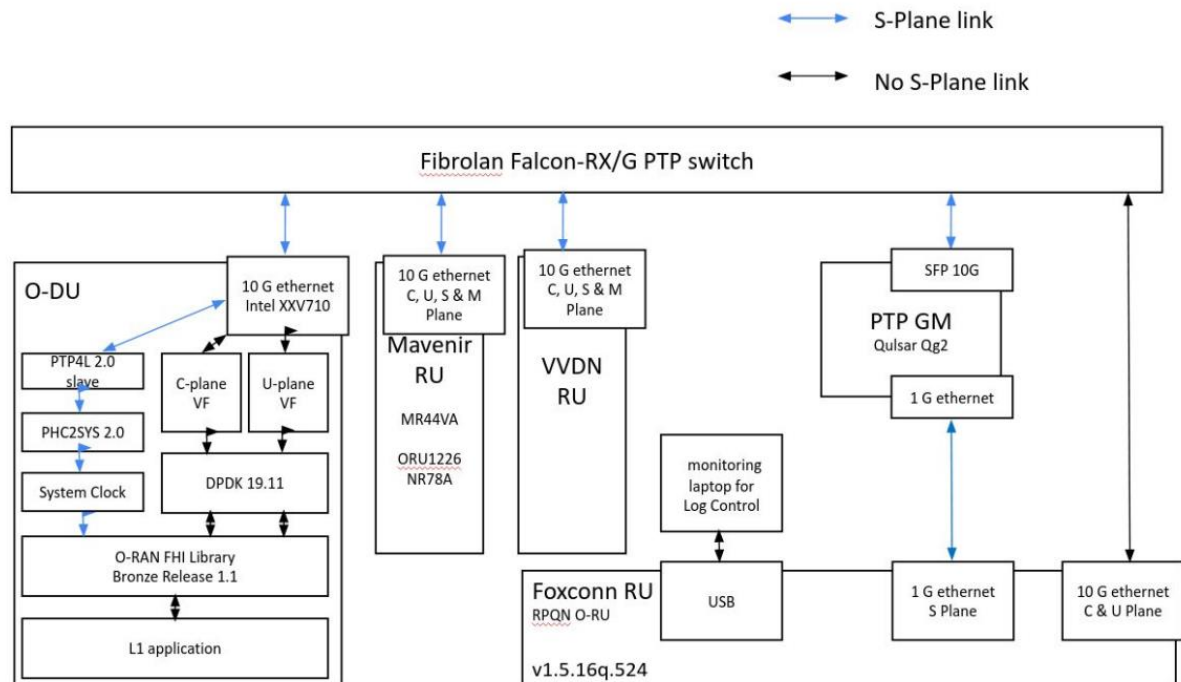 S-Plane link
No S-Plane link
Fibrolan Falcon-RX/G PTP switch
O-DU
10 G ethernet
Intel XXV710
PTP4L 2.0
slave
PHC2SYS 2.0
System Clock
C-plane
VF
U-plane
VF
DPDK 19.11
O-RAN FHI Library
Bronze Release 1.1
L1 application
10 G ethernet
C, U, S & M
Plane
Mavenir
RU
MR44VA
ORU1226
NR78A
10 G ethernet
C, U, S & M
Plane
VVDN
RU
SFP 10G
PTP GM
Qulsar Qg2
1 G ethernet
monitoring
laptop for
Log Control
Foxconn RU
RPQN O-RU
v1.5.16q.524
USB
1 G ethernet
S Plane
10 G ethernet
C & U Plane